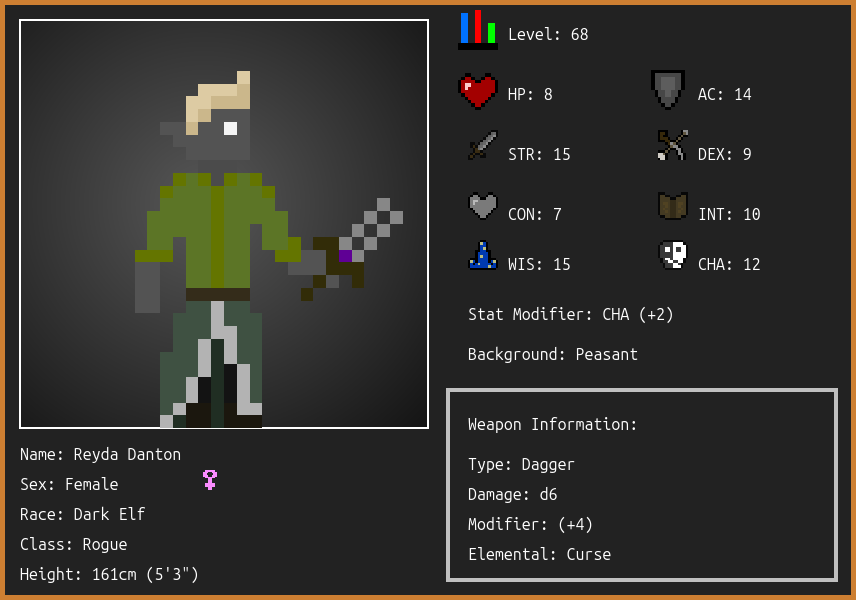 Level: 68
HP: 8
AC: 14
STR: 15
DEX: 9
CON: 7
INT: 10
WIS: 15
CHA: 12
Stat Modifier: CHA (+2)
Background: Peasant
Weapon Information:
Type: Dagger
Damage: d6
Modifier: (+4)
Elemental: Curse
Name: Reyda Danton
Sex: Female
Race: Dark Elf
Class: Rogue
Height: 161cm (5'3")